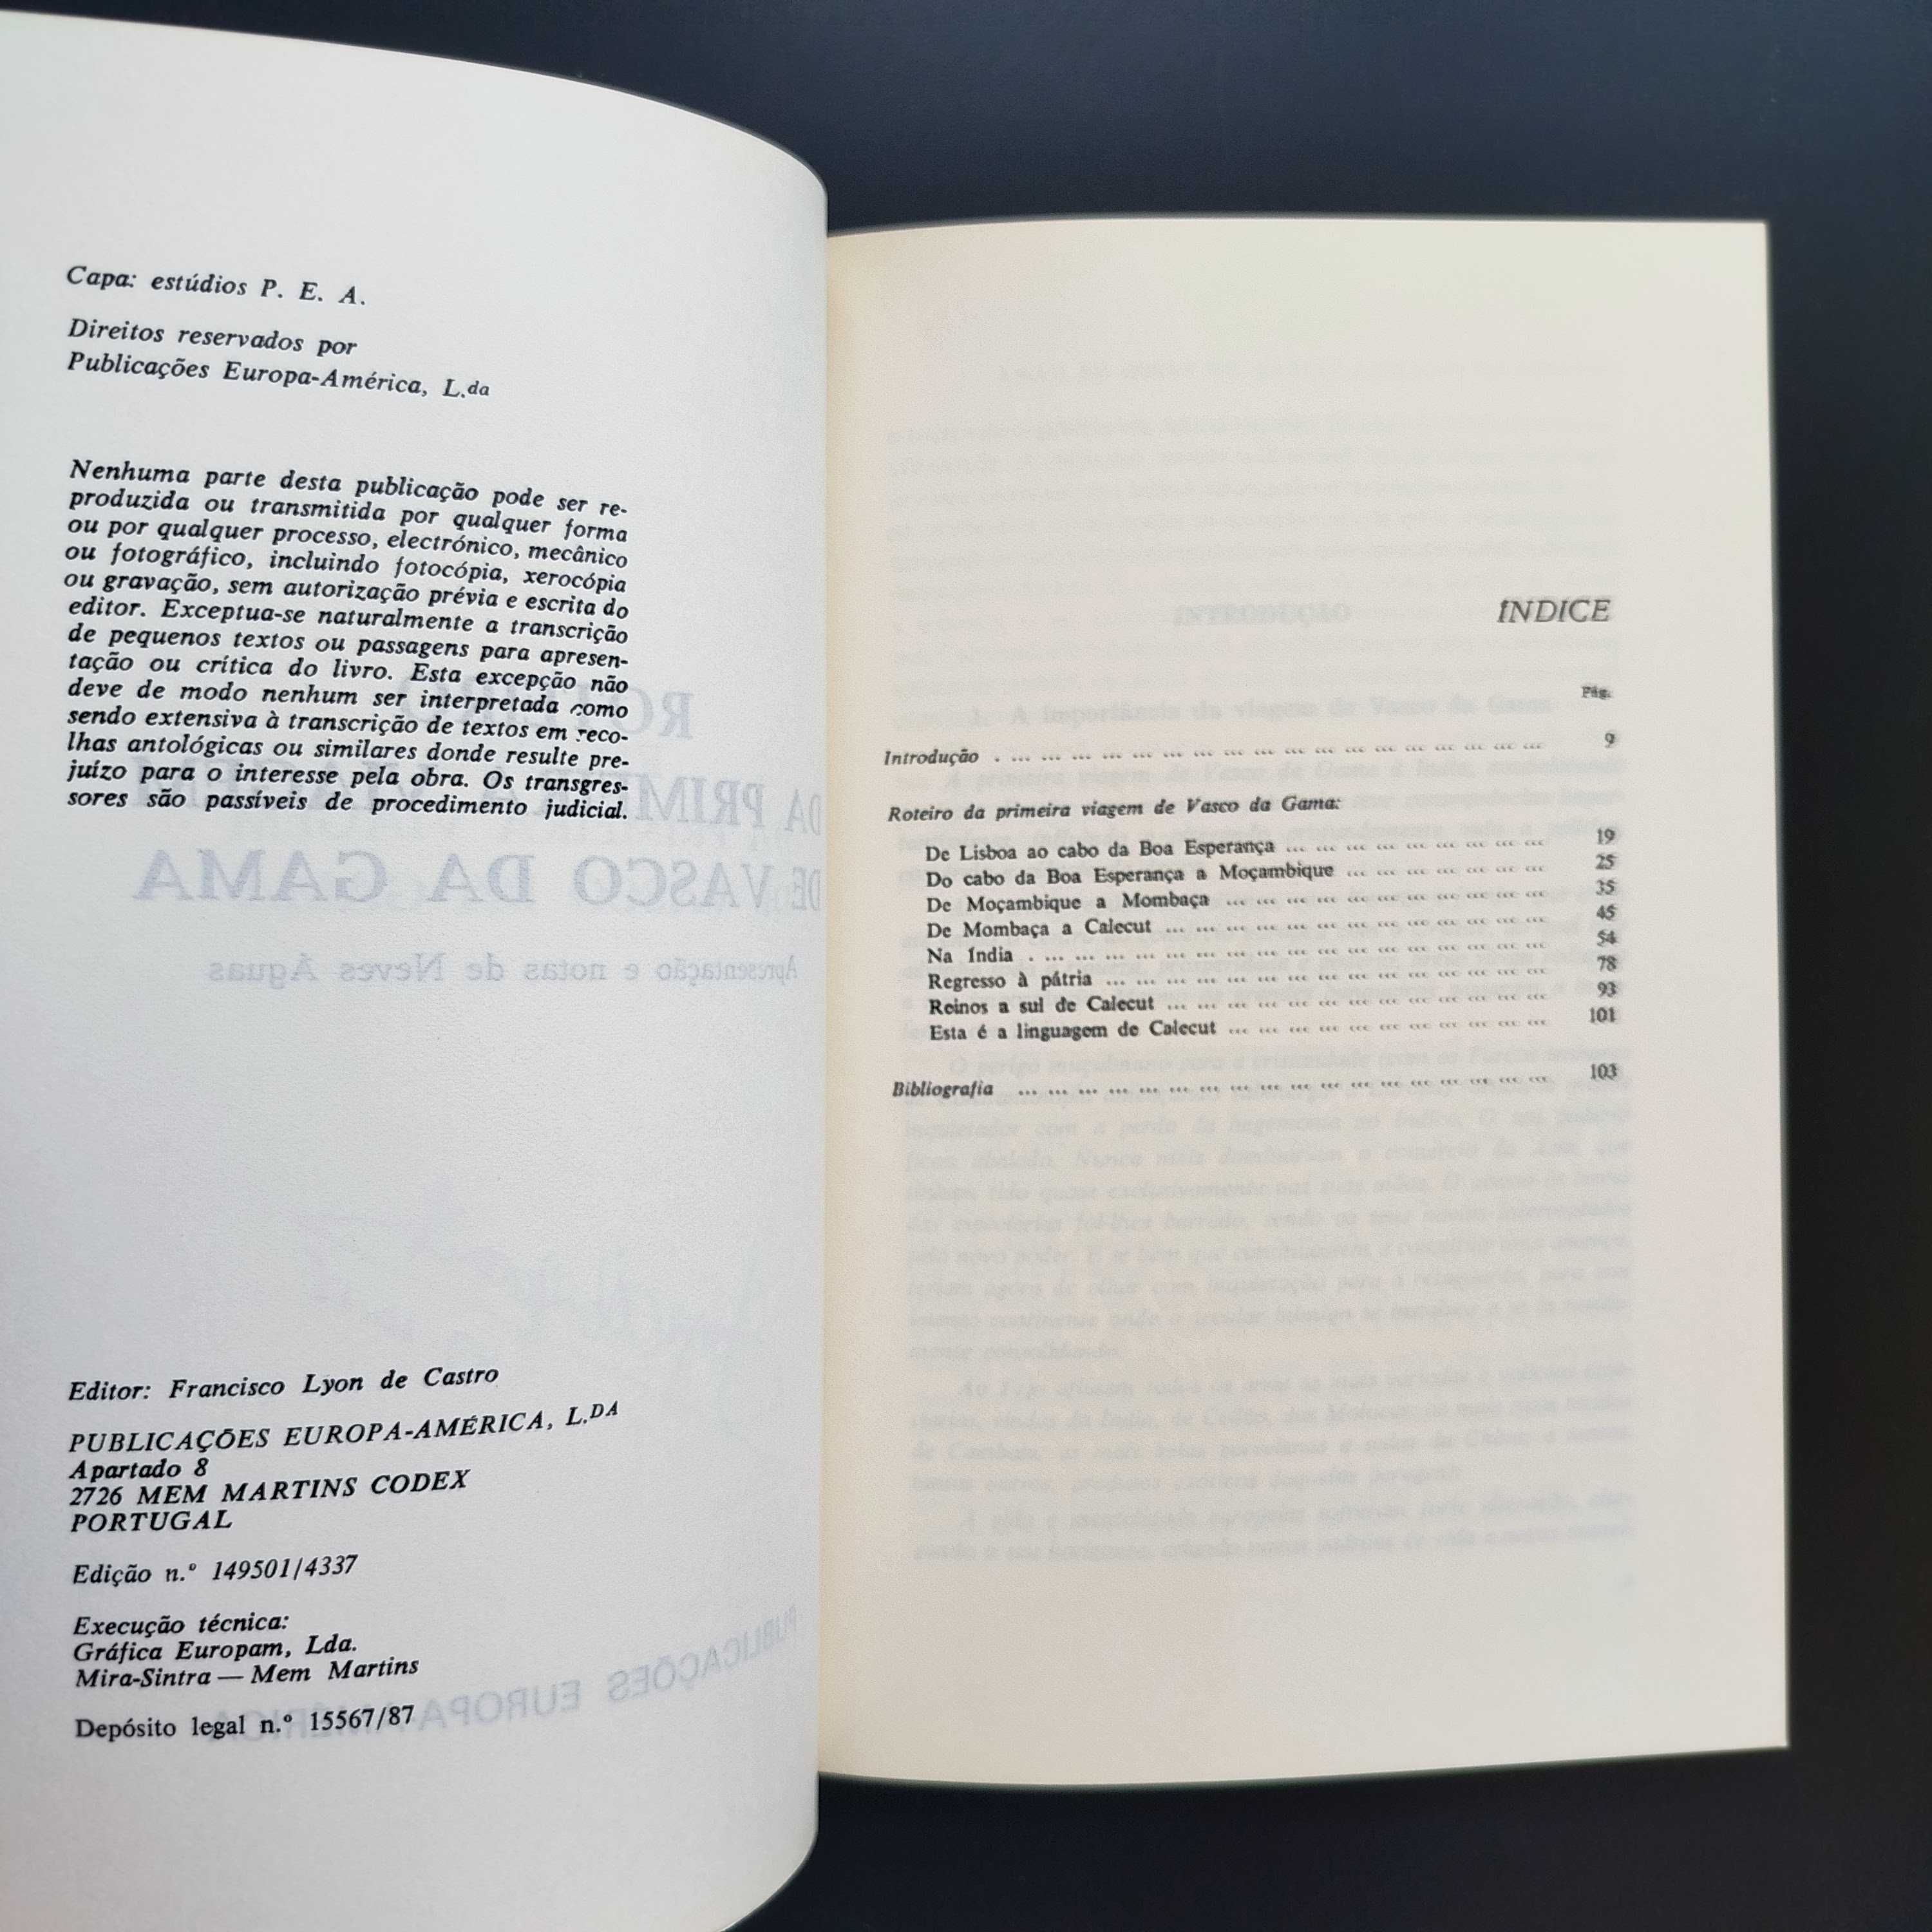 Capa: estúdios P. E. A.
Direitos reservados por
Publicações Europa-América, L.da
Nenhuma parte desta publicação pode ser re-
produzida ou transmitida por qualquer forma
ou por qualquer processo, electrónico, mecânico
ou fotográfico, incluindo fotocópia, xerocópia
ou gravação, sem autorização prévia e escrita do
editor. Exceptua-se naturalmente a transcrição
de pequenos textos ou passagens para apresen-
tação ou crítica do livro. Esta excepção não
deve de modo nenhum ser interpretada como
sendo extensiva à transcrição de textos em reco-
lhas antológicas ou similares donde resulte pre-
juízo para o interesse pela obra. Os transgres-
sores são passíveis de procedimento judicial.
Editor: Francisco Lyon de Castro
PUBLICAÇÕES EUROPA-AMÉRICA, L.DA
Apartado 8
2726 MEM MARTINS CODEX
PORTUGAL
Edição n.º 149501/4337
Execução técnica:
Gráfica Europam, Lda.
Mira-Sintra — Mem Martins
Depósito legal n.º 15567/87
ÍNDICE
Pág.
Introdução . ... ... ... ... ... ... ... ... ... ... ... ... ... ... ... ... ... ... 9
Roteiro da primeira viagem de Vasco da Gama:
De Lisboa ao cabo da Boa Esperança ... ... ... ... ... ... ... ... ... 19
Do cabo da Boa Esperança a Moçambique ... ... ... ... ... ... ... 25
De Moçambique a Mombaça ... ... ... ... ... ... ... ... ... ... ... 35
De Mombaça a Calecut ... ... ... ... ... ... ... ... ... ... ... ... ... 45
Na Índia . ... ... ... ... ... ... ... ... ... ... ... ... ... ... ... ... ... 54
Regresso à pátria ... ... ... ... ... ... ... ... ... ... ... ... ... ... ... 78
Reinos a sul de Calecut ... ... ... ... ... ... ... ... ... ... ... ... ... 93
Esta é a linguagem de Calecut ... ... ... ... ... ... ... ... ... ... ... 101
Bibliografia ... ... ... ... ... ... ... ... ... ... ... ... ... ... ... ... ... ... 103